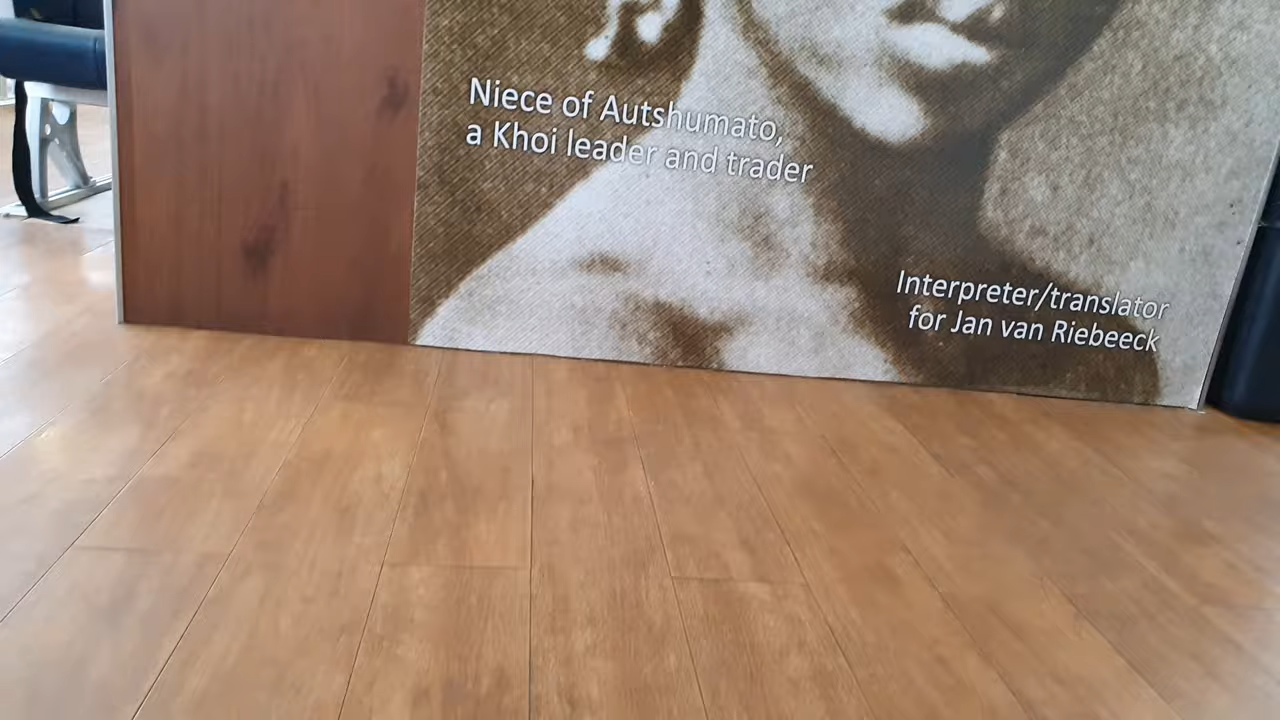 Niece of Autshumato,
a Khoi leader and trader
Interpreter/translator
for Jan van Riebeeck